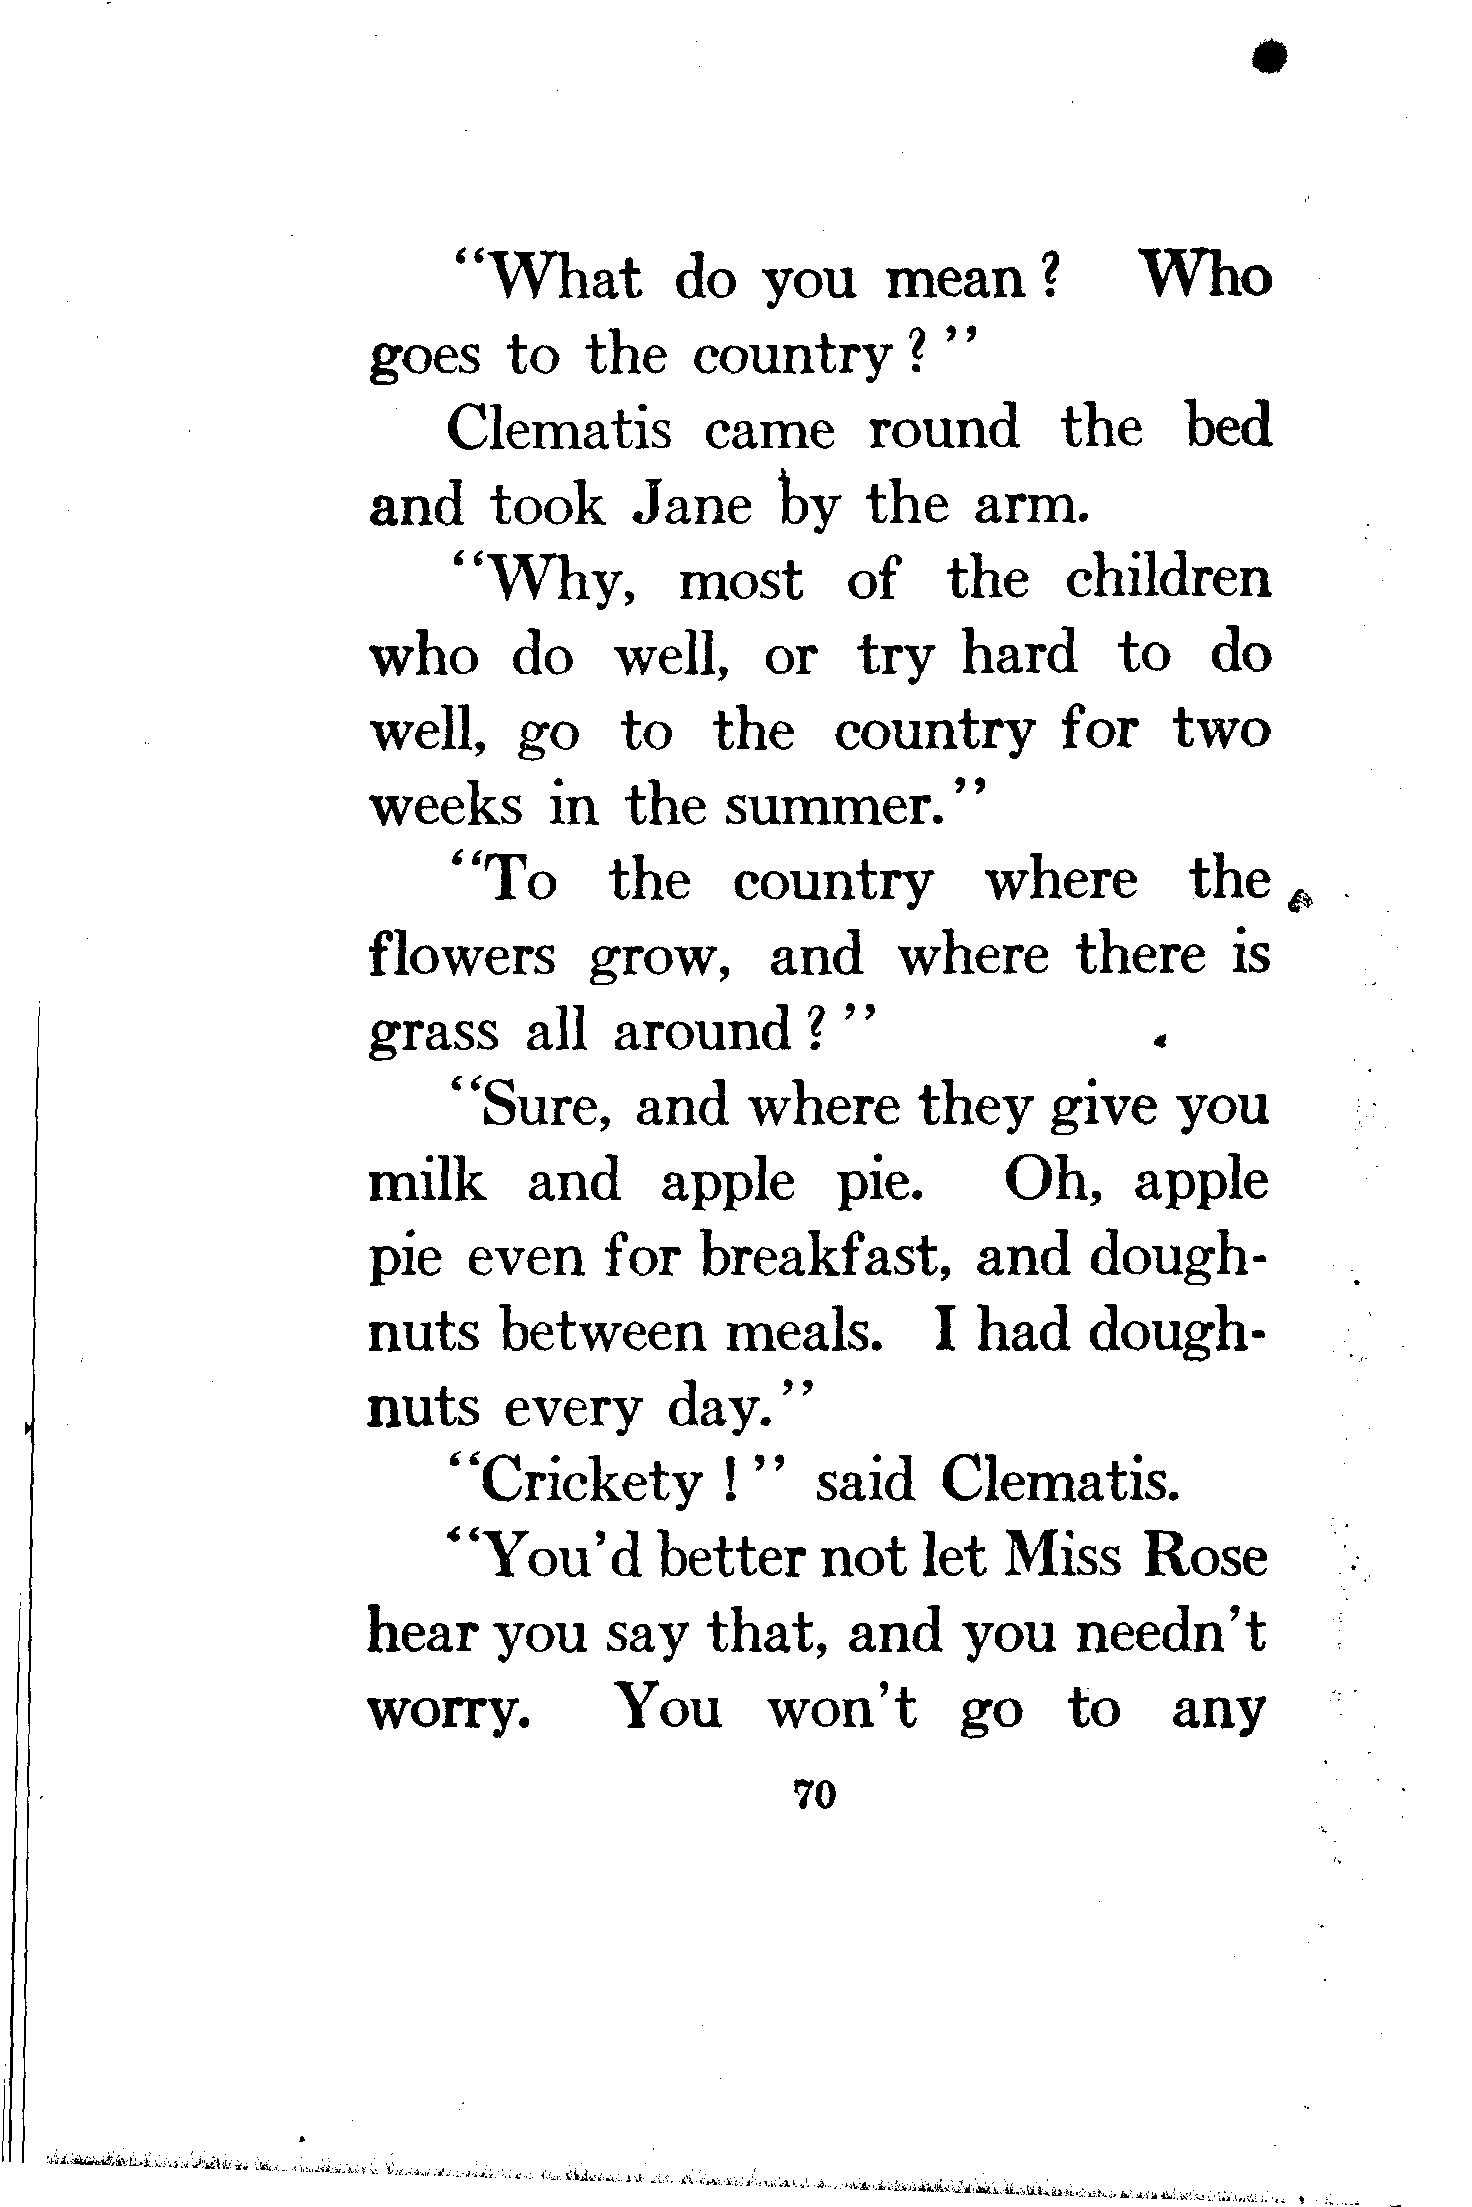 “What do you mean? Who
goes to the country?”
Clematis came round the bed
and took Jane by the arm.
“Why, most of the children
who do well, or try hard to do
well, go to the country for two
weeks in the summer.”
“To the country where the
flowers grow, and where there is
grass all around?”
“Sure, and where they give you
milk and apple pie. Oh, apple
pie even for breakfast, and dough-
nuts between meals. I had dough-
nuts every day.”
“Crickety!” said Clematis.
“You’d better not let Miss Rose
hear you say that, and you needn’t
worry. You won’t go to any
70